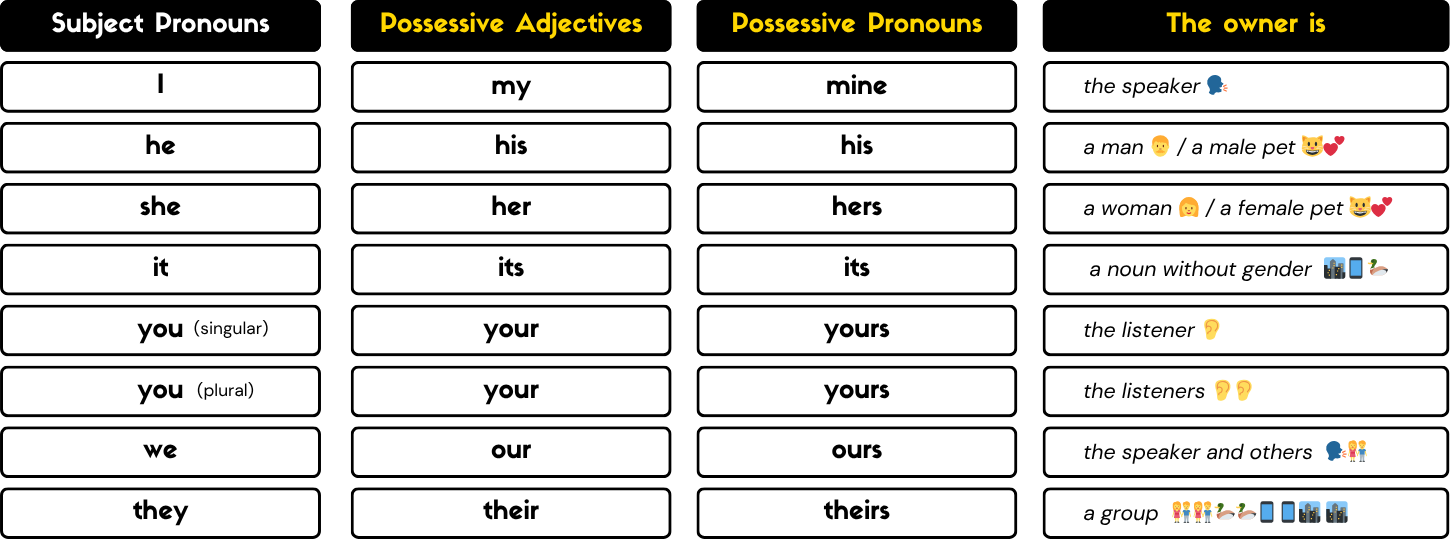 Subject Pronouns Possessive Adjectives Possessive Pronouns The owner is
I my mine the speaker 🗣️
he his his a man 👨 / a male pet 😺💕
she her hers a woman 👩 / a female pet 😺💕
it its its a noun without gender 🏙️📱🦆
you (singular) your yours the listener 👂
you (plural) your yours the listeners 👂👂
we our ours the speaker and others 🗣️👫
they their theirs a group 👫👫🦆🦆📱📱🏙️🏙️